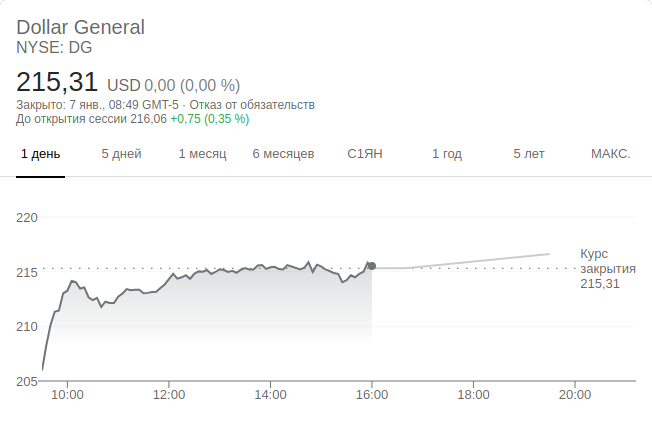 Dollar General
NYSE: DG
215,31 USD 0,00 (0,00 %)
Закрыто: 7 янв., 08:49 GMT-5 · Отказ от обязательств
До открытия сессии 216,06 +0,75 (0,35 %)
1 день 5 дней 1 месяц 6 месяцев С1ЯН 1 год 5 лет МАКС.
220
215
210
205
Курс
закрытия
215,31
10:00 12:00 14:00 16:00 18:00 20:00